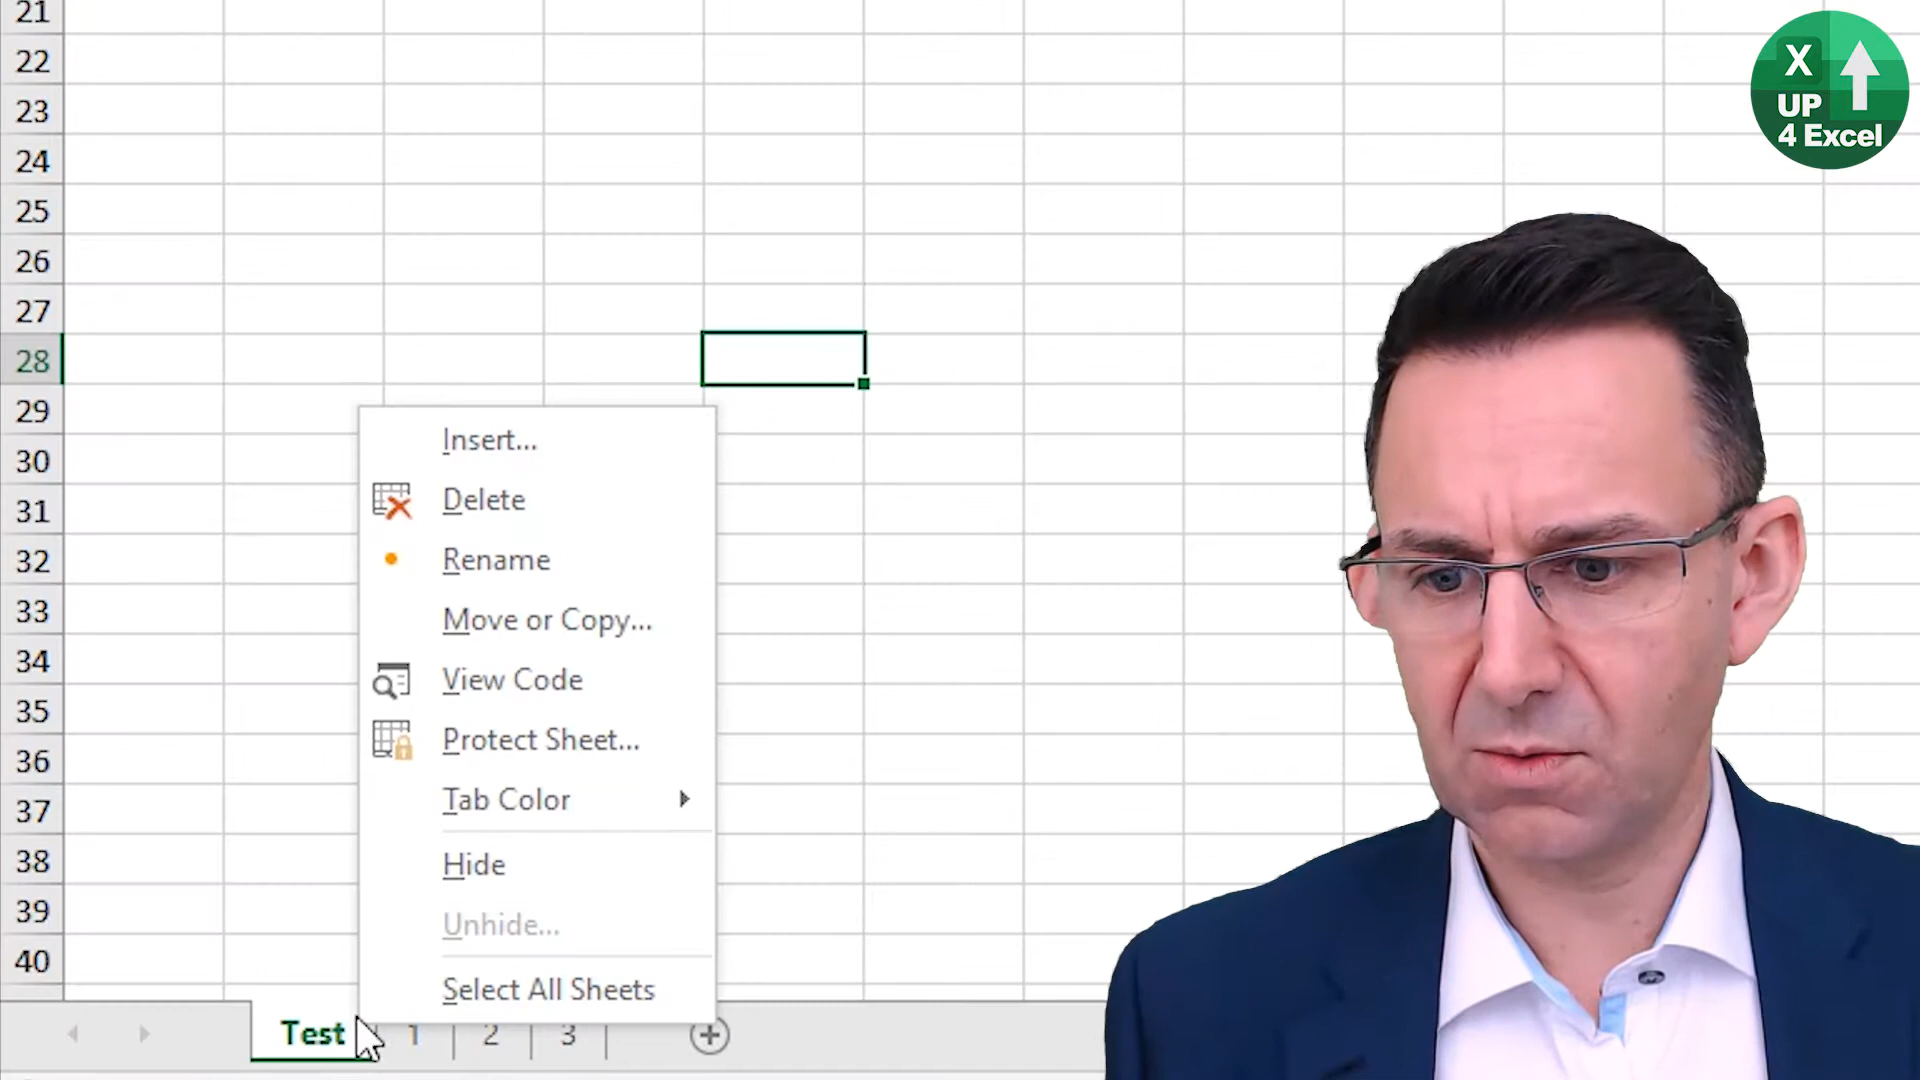 21
22
23
24
25
26
27
28
29
30
31
32
33
34
35
36
37
38
39
40
Insert...
Delete
Rename
Move or Copy...
View Code
Protect Sheet...
Tab Color
Hide
Unhide...
Select All Sheets
Test 1 2 3
X
UP
4 Excel